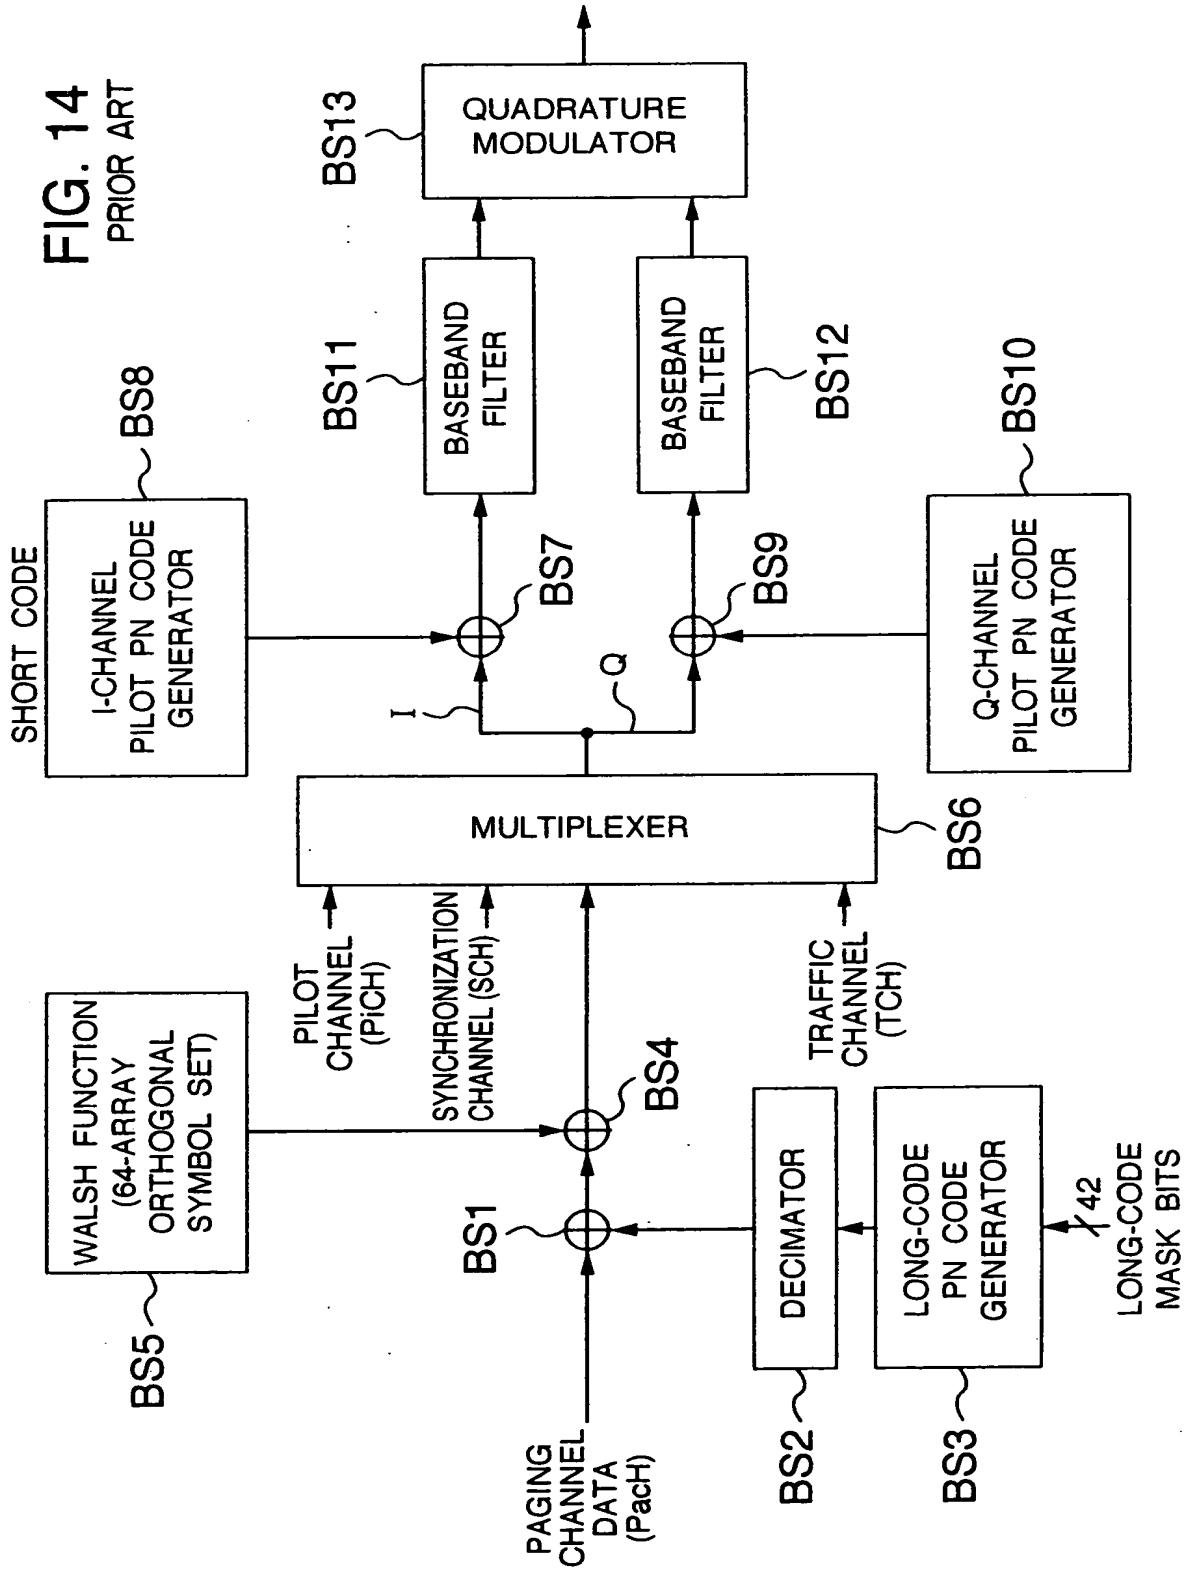 FIG. 14
PRIOR ART
SHORT CODE
I-CHANNEL
PILOT PN CODE
GENERATOR
BS8
WALSH FUNCTION
(64-ARRAY
ORTHOGONAL
SYMBOL SET)
BS5
PILOT
CHANNEL
(PiCH)
SYNCHRONIZATION
CHANNEL (SCH)
PAGING
CHANNEL
DATA
(PacH)
BS1
BS4
MULTIPLEXER
BS6
I
Q
BS7
BS9
BASEBAND
FILTER
BS11
BASEBAND
FILTER
BS12
QUADRATURE
MODULATOR
BS13
TRAFFIC
CHANNEL
(TCH)
DECIMATOR
BS2
LONG-CODE
PN CODE
GENERATOR
BS3
42
LONG-CODE
MASK BITS
Q-CHANNEL
PILOT PN CODE
GENERATOR
BS10